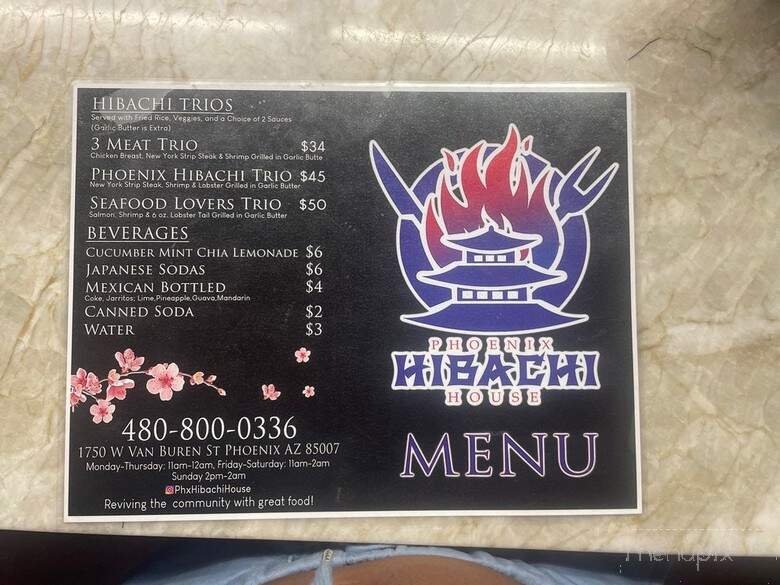 HIBACHI TRIOS
Served with Fried Rice, Veggies, and a Choice of 2 Sauces
(Garlic Butter is Extra)
3 MEAT TRIO $34
Chicken Breast, New York Strip Steak & Shrimp Grilled in Garlic Butte
PHOENIX HIBACHI TRIO $45
New York Strip Steak, Shrimp & Lobster Grilled in Garlic Butter
SEAFOOD LOVERS TRIO $50
Salmon, Shrimp & 6 oz. Lobster Tail Grilled in Garlic Butter
BEVERAGES
CUCUMBER MINT CHIA LEMONADE $6
JAPANESE SODAS $6
MEXICAN BOTTLED $4
Coke, Jarritos; Lime,Pineapple,Guava,Mandarin
CANNED SODA $2
WATER $3
480-800-0336
1750 W VAN BUREN ST PHOENIX AZ 85007
Monday-Thursday: 11am-12am, Friday-Saturday: 11am-2am
Sunday 2pm-2am
@PhxHibachiHouse
Reviving the community with great food!
PHOENIX
HIBACHI
HOUSE
MENU
menupix